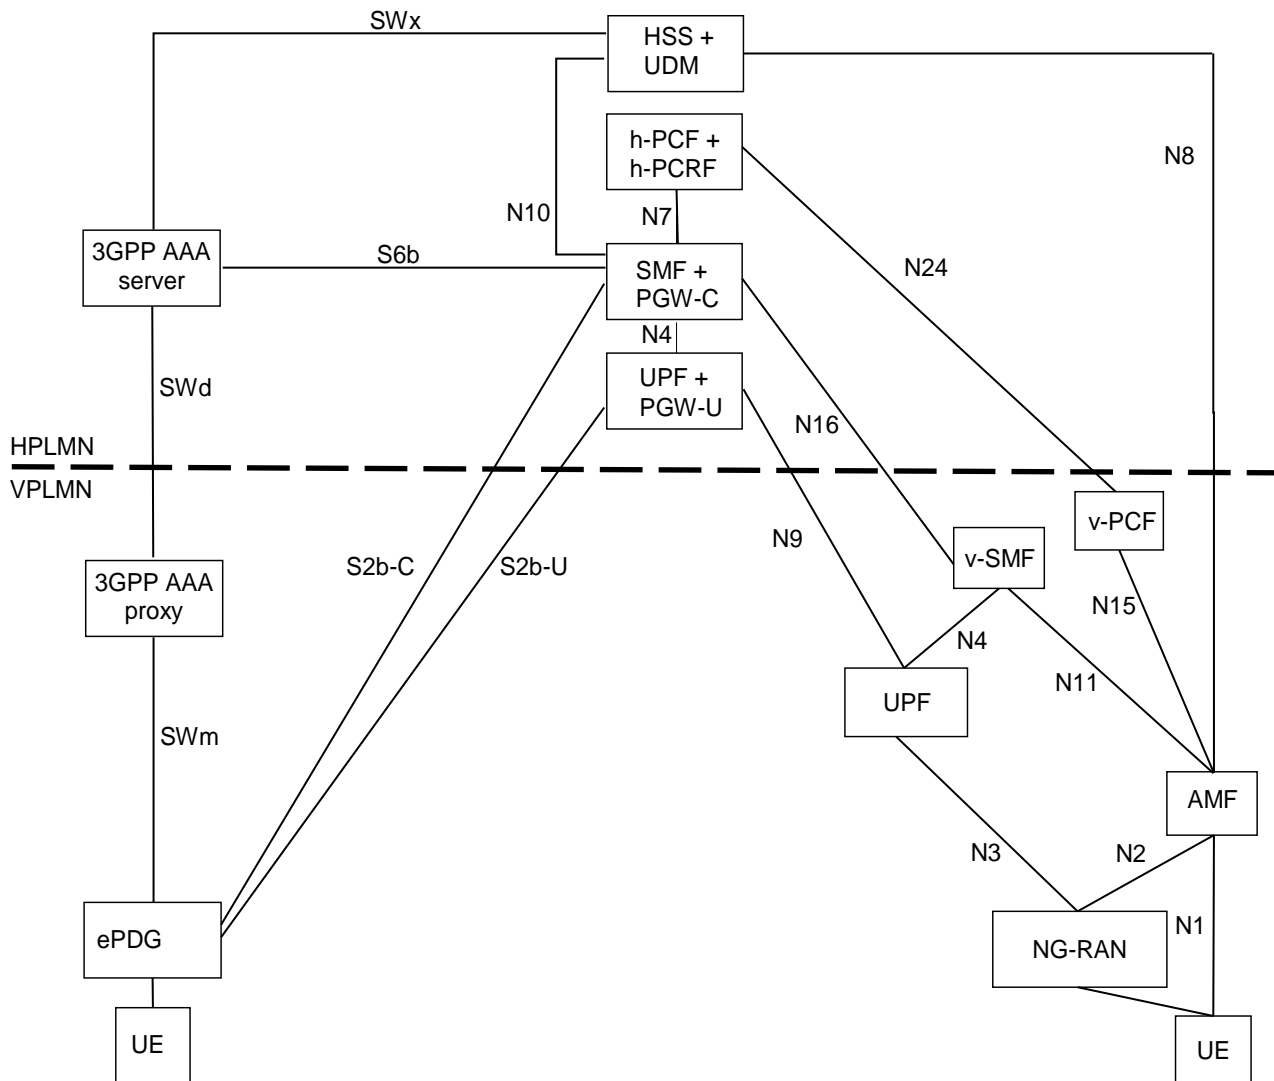 SWx
HSS +
UDM
h-PCF +
h-PCRF
N8
N10
N7
3GPP AAA
server
S6b
SMF +
PGW-C
N24
N4
SWd
UPF +
PGW-U
N16
HPLMN
VPLMN
v-PCF
N9
v-SMF
3GPP AAA
proxy
S2b-C
S2b-U
N15
N4
N11
UPF
SWm
AMF
N3
N2
ePDG
N1
NG-RAN
UE
UE